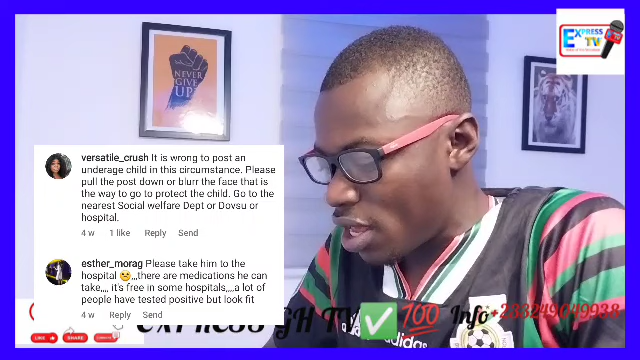 EXPRESS
TV
NEVER
GIVE
UP!
versatile_crush It is wrong to post an
underage child in this circumstance. Please
pull the post down or blurr the face that is
the way to go to protect the child. Go to the
nearest Social welfare Dept or Dovsu or
hospital.
4 w 1 like Reply Send
esther_morag Please take him to the
hospital 😢,,,there are medications he can
take,,,, it's free in some hospitals,,,,a lot of
people have tested positive but look fit
4 w Reply Send
EXPRESS GH TV ✅ 💯 Info +233249049938
LIKE SHARE
adidas